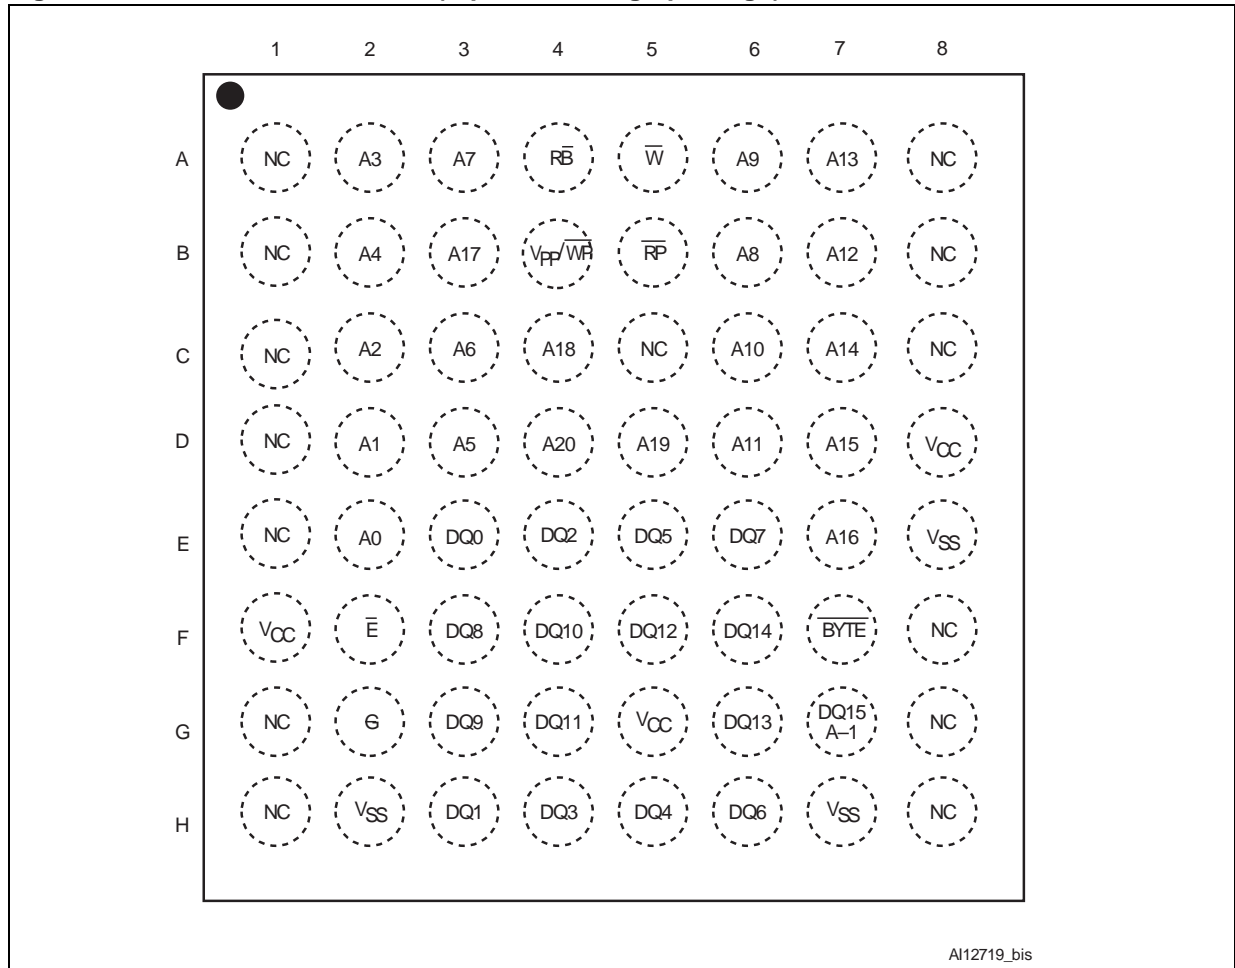 1 2 3 4 5 6 7 8
A NC A3 A7 RB̅ W̅ A9 A13 NC
B NC A4 A17 VPP/W̅P̅ R̅P̅ A8 A12 NC
C NC A2 A6 A18 NC A10 A14 NC
D NC A1 A5 A20 A19 A11 A15 VCC
E NC A0 DQ0 DQ2 DQ5 DQ7 A16 VSS
F VCC E̅ DQ8 DQ10 DQ12 DQ14 B̅Y̅T̅E̅ NC
G NC G̅ DQ9 DQ11 VCC DQ13 DQ15 A–1 NC
H NC VSS DQ1 DQ3 DQ4 DQ6 VSS NC
AI12719_bis